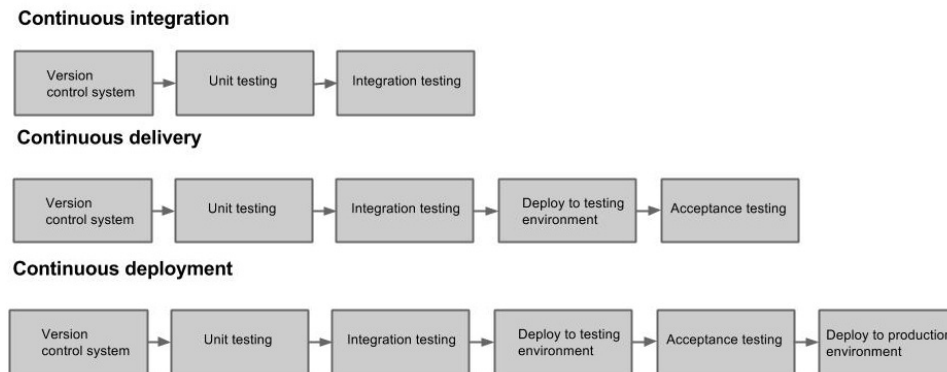 Continuous integration
Version
control system
Unit testing
Integration testing
Continuous delivery
Version
control system
Unit testing
Integration testing
Deploy to testing
environment
Acceptance testing
Continuous deployment
Version
control system
Unit testing
Integration testing
Deploy to testing
environment
Acceptance testing
Deploy to production
environment